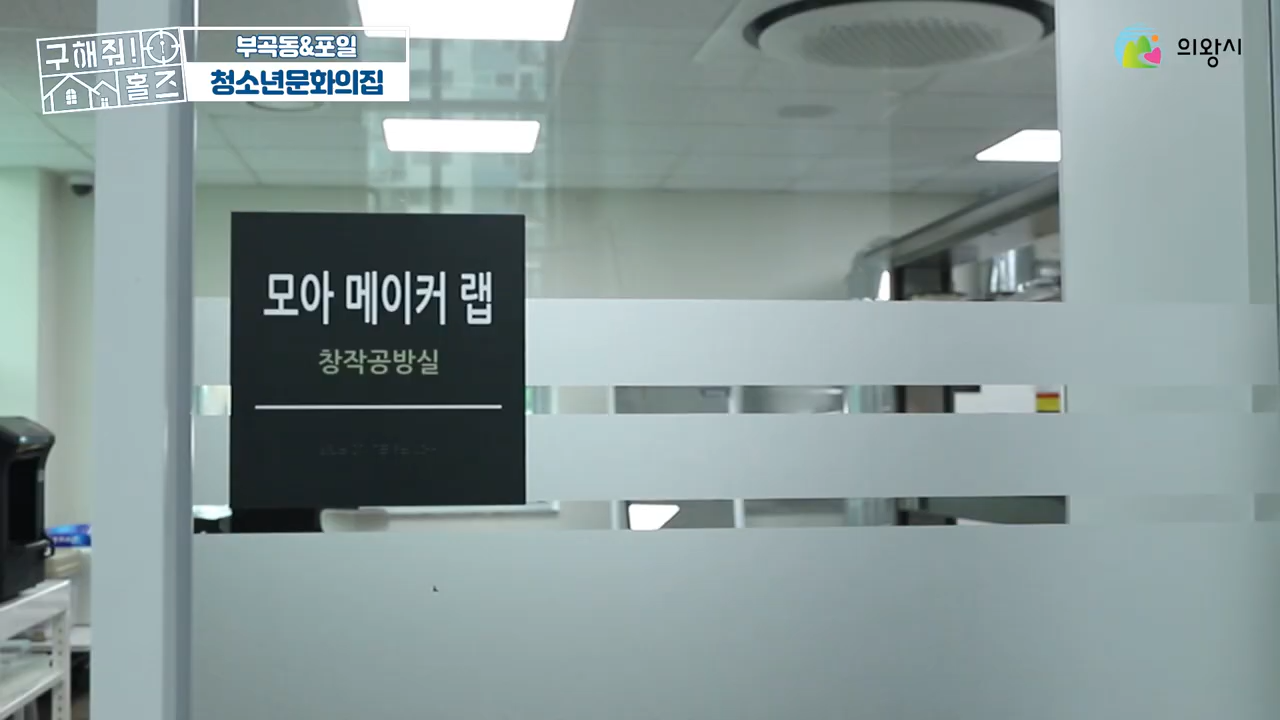 구해줘!
홀즈
부곡동&포일
청소년문화의집
의왕시
모아 메이커 랩
창작공방실